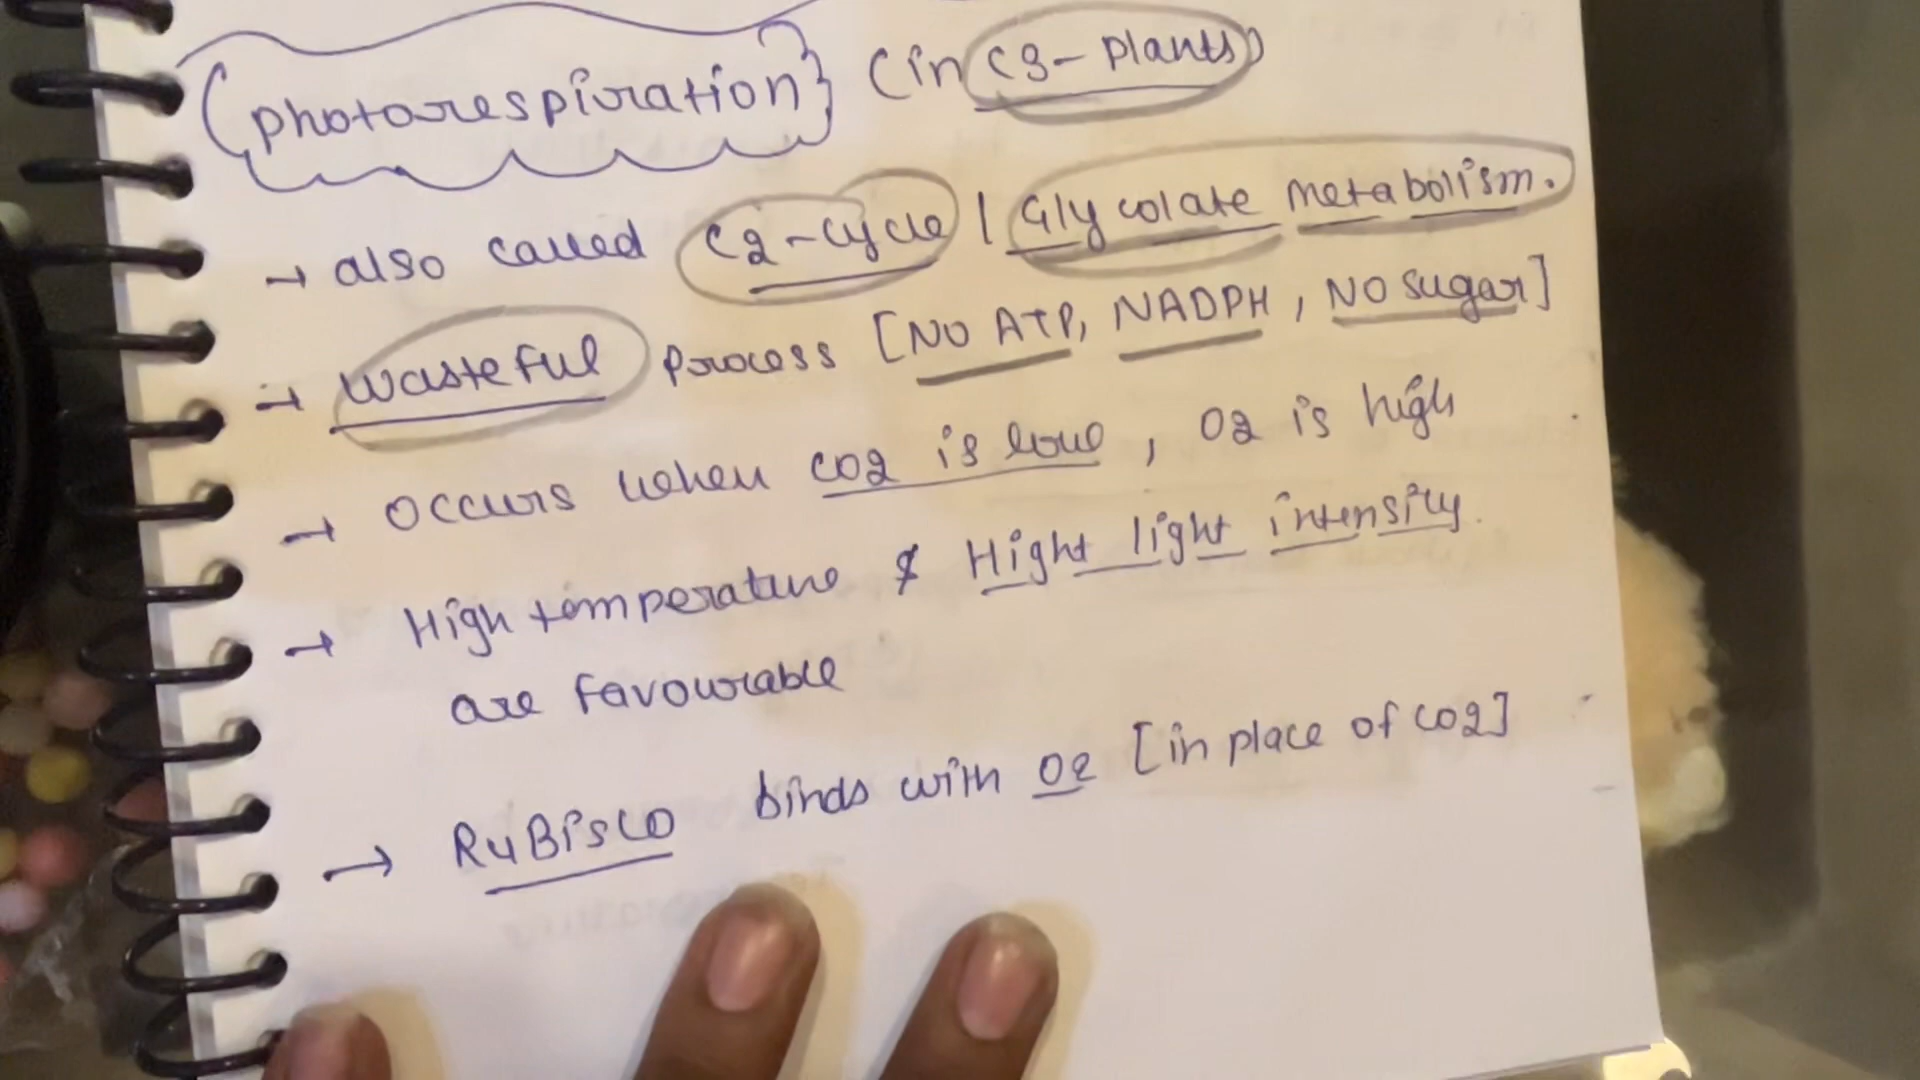 (photorespiration} (in C3-plants)
→ also called C2-cycle | Glycolate metabolism.
→ wasteful process [NO ATP, NADPH, NO sugar]
→ occurs when co2 is low, O2 is high
→ High temperature & Hight light intensity.
are favourable
→ RuBisCO binds with O2 [in place of co2]